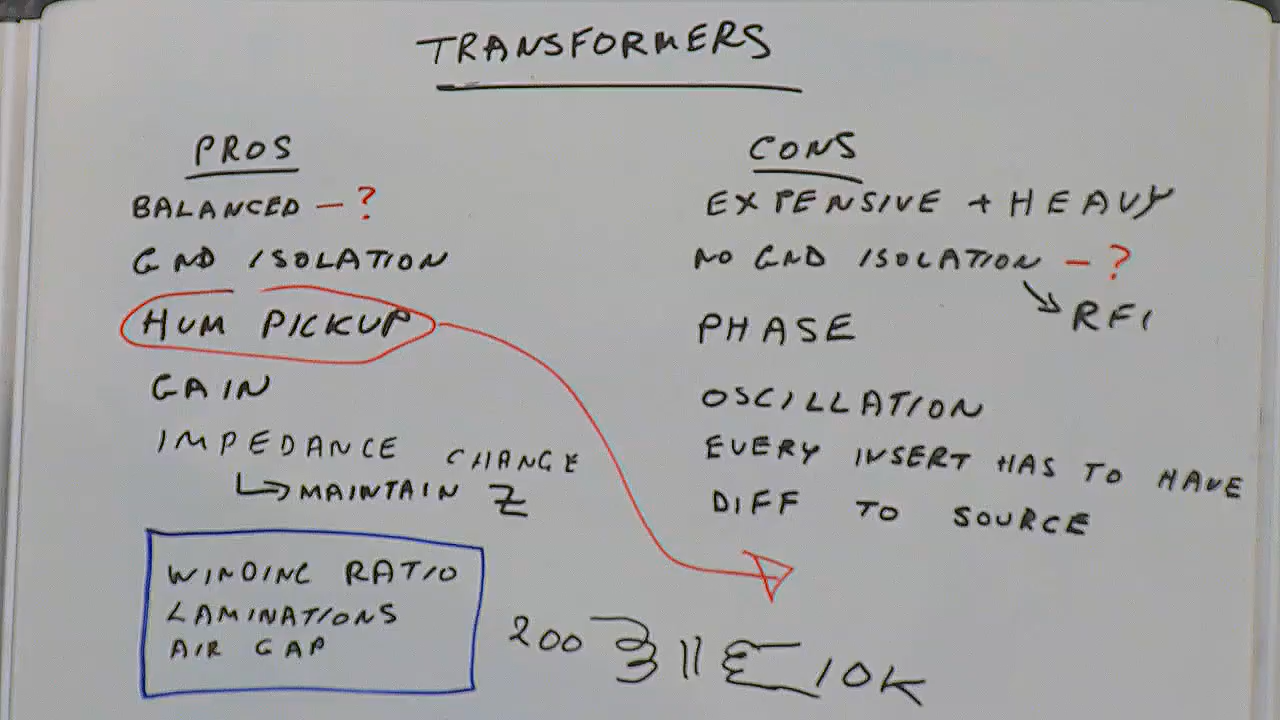 TRANSFORMERS
PROS
BALANCED - ?
GND ISOLATION
HUM PICKUP
GAIN
IMPEDANCE CHANGE
MAINTAIN Z
WINDING RATIO
LAMINATIONS
AIR GAP
CONS
EXPENSIVE + HEAVY
NO GND ISOLATION - ?
RFI
PHASE
OSCILLATION
EVERY INSERT HAS TO HAVE
DIFF TO SOURCE
200 10K